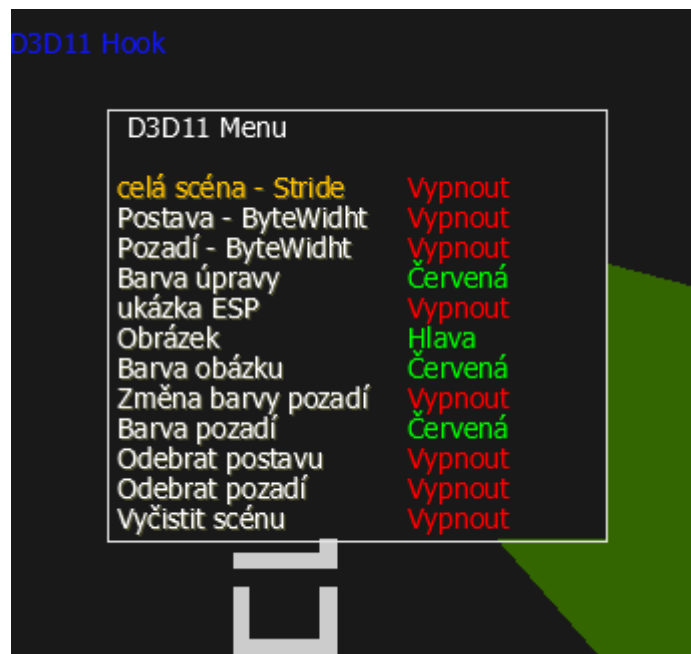 D3D11 Hook
D3D11 Menu
celá scéna - Stride Vypnout
Postava - ByteWidht Vypnout
Pozadí - ByteWidht Vypnout
Barva úpravy Červená
ukázka ESP Vypnout
Obrázek Hlava
Barva obázku Červená
Změna barvy pozadí Vypnout
Barva pozadí Červená
Odebrat postavu Vypnout
Odebrat pozadí Vypnout
Vyčistit scénu Vypnout